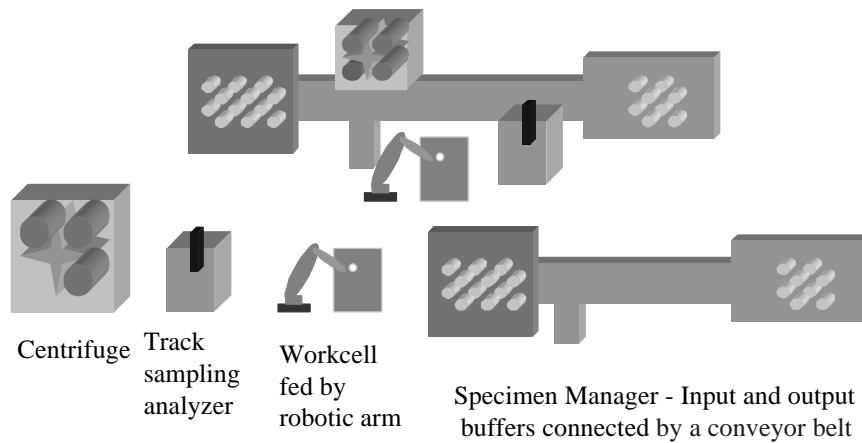 Centrifuge
Track
sampling
analyzer
Workcell
fed by
robotic arm
Specimen Manager - Input and output
buffers connected by a conveyor belt